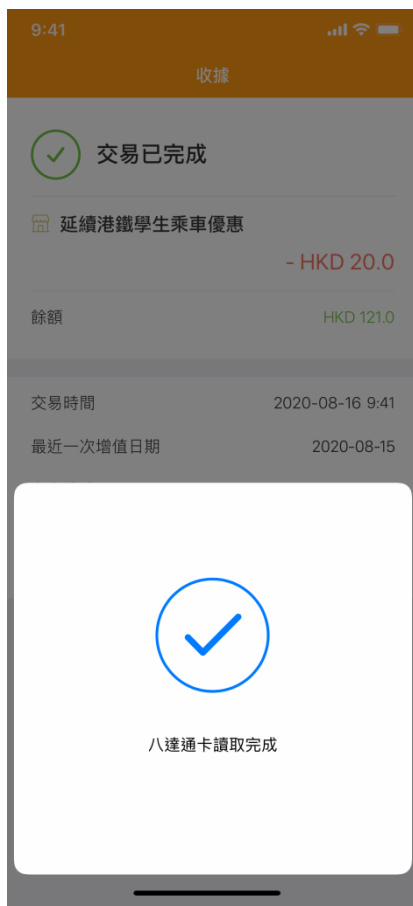 9:41
收據
交易已完成
延續港鐵學生乘車優惠
- HKD 20.0
餘額 HKD 121.0
交易時間 2020-08-16 9:41
最近一次增值日期 2020-08-15
八達通卡讀取完成